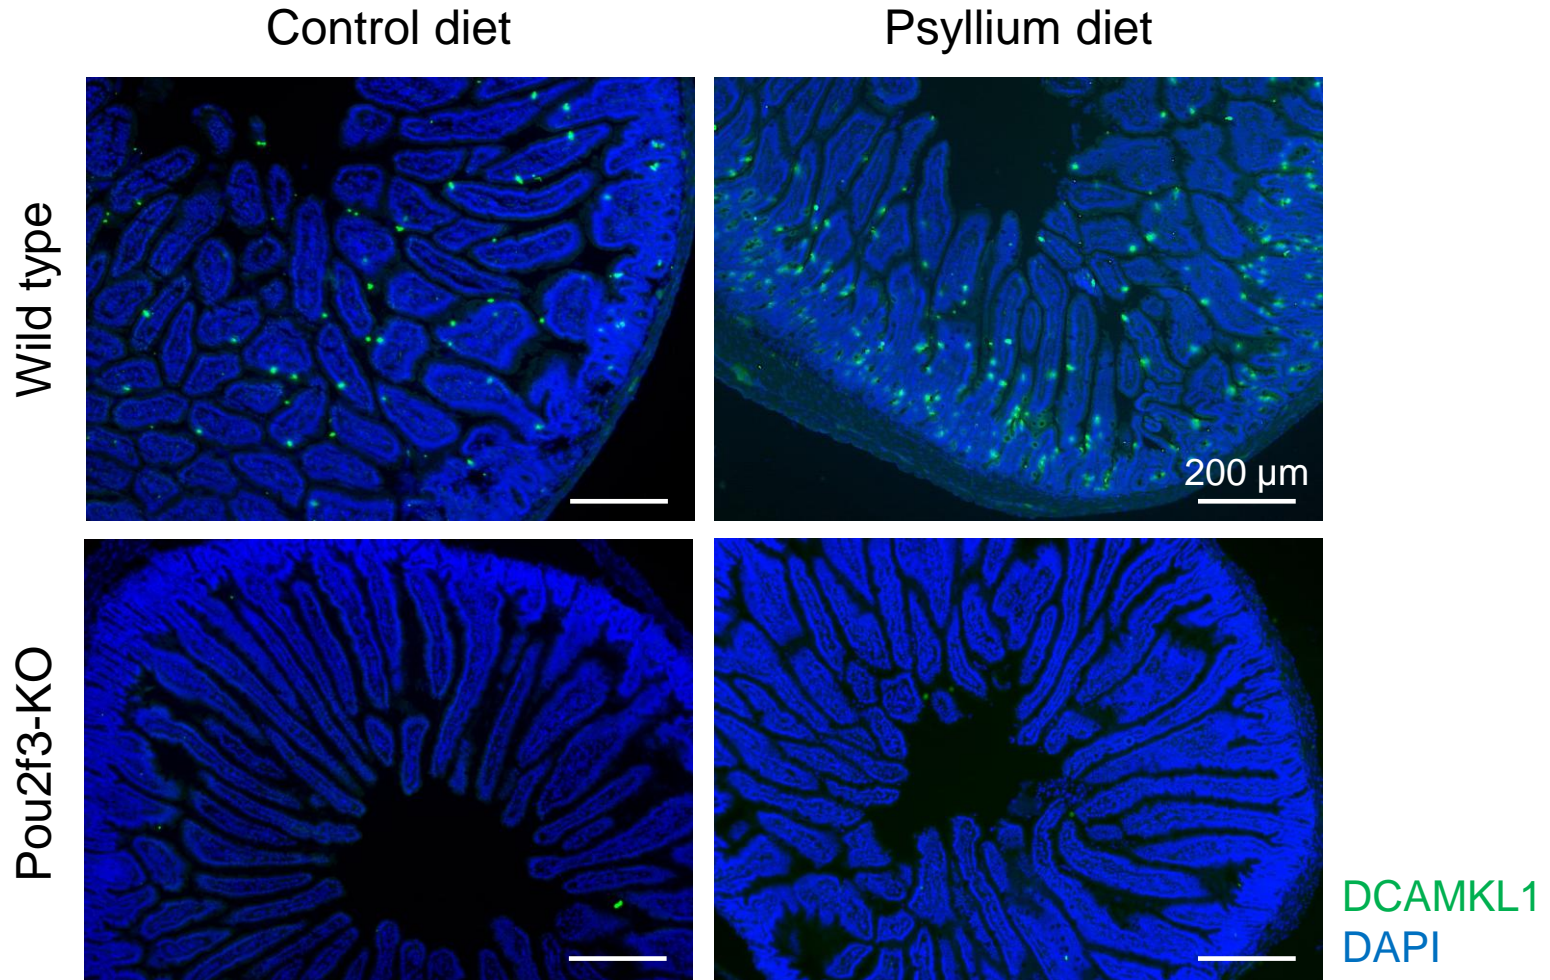 Control diet
Psyllium diet
Wild type
200 µm
Pou2f3-KO
DCAMKL1
DAPI